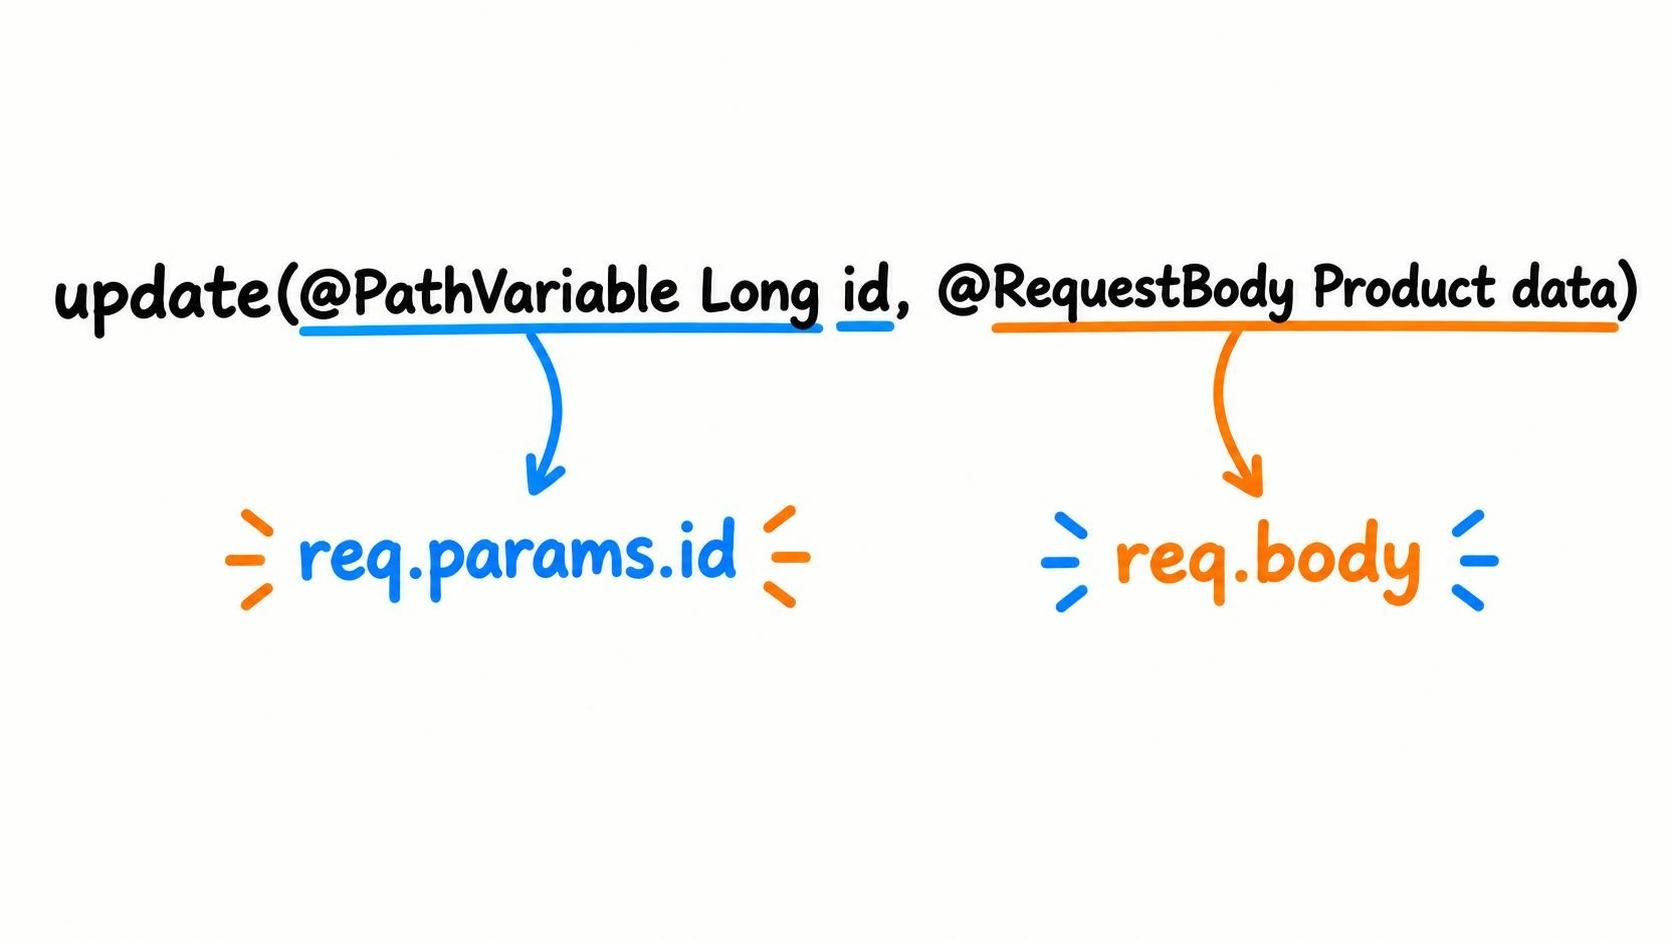 update(@PathVariable Long id, @RequestBody Product data)
req.params.id
req.body